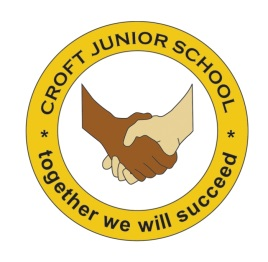 CROFT JUNIOR SCHOOL
* together we will succeed *